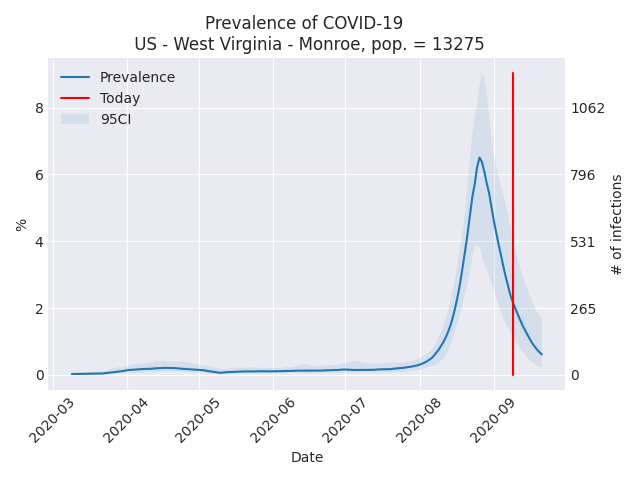 Prevalence of COVID-19
US - West Virginia - Monroe, pop. = 13275
Prevalence
Today
95CI
8
6
4
2
0
%
1062
796
531
265
0
# of infections
2020-03
2020-04
2020-05
2020-06
2020-07
2020-08
2020-09
Date